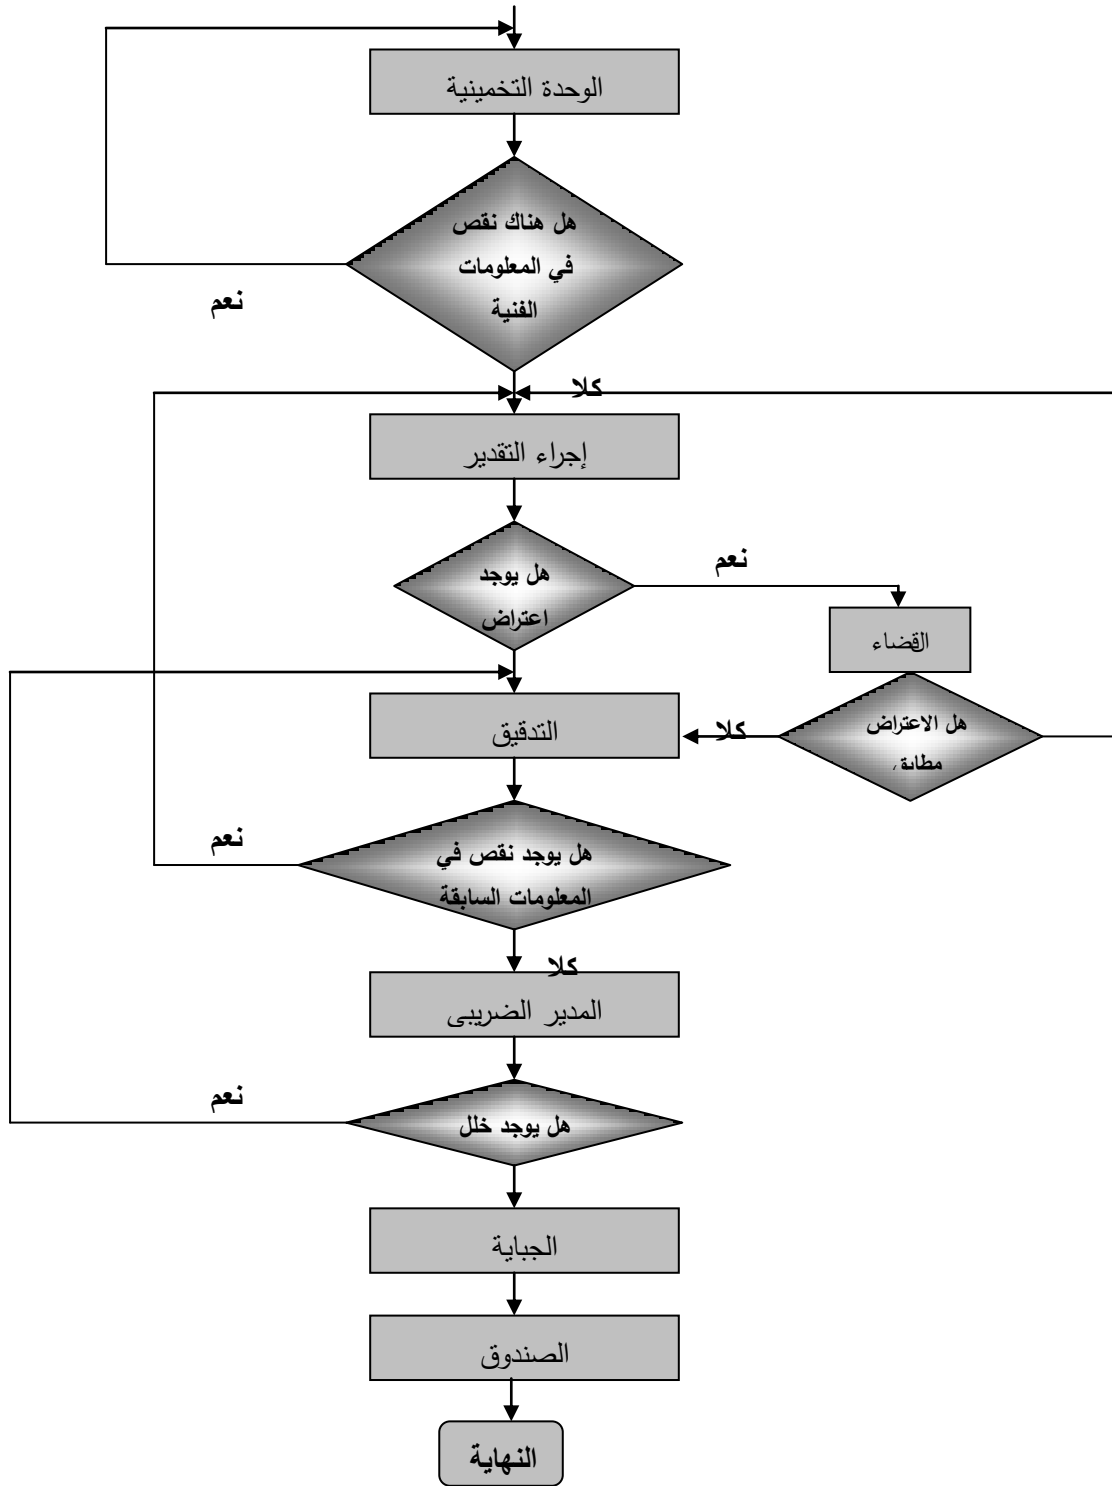 الوحدة التخمينية
هل هناك نقص
في المعلومات
الفنية
نعم
كلا
إجراء التقدير
هل يوجد
اعتراض
نعم
القضاء
هل الاعتراض
التدقيق
كلا
هل يوجد نقص في
المعلومات السابقة
نعم
كلا
المدير الضريبي
هل يوجد خلل
نعم
الجباية
الصندوق
النهاية